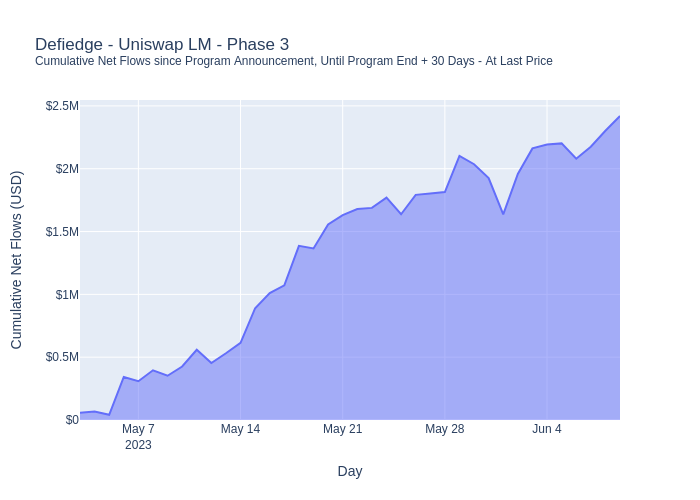 Defiedge - Uniswap LM - Phase 3
Cumulative Net Flows since Program Announcement, Until Program End + 30 Days - At Last Price
Cumulative Net Flows (USD)
$2.5M
$2M
$1.5M
$1M
$0.5M
$0
May 7
2023
May 14
May 21
May 28
Jun 4
Day